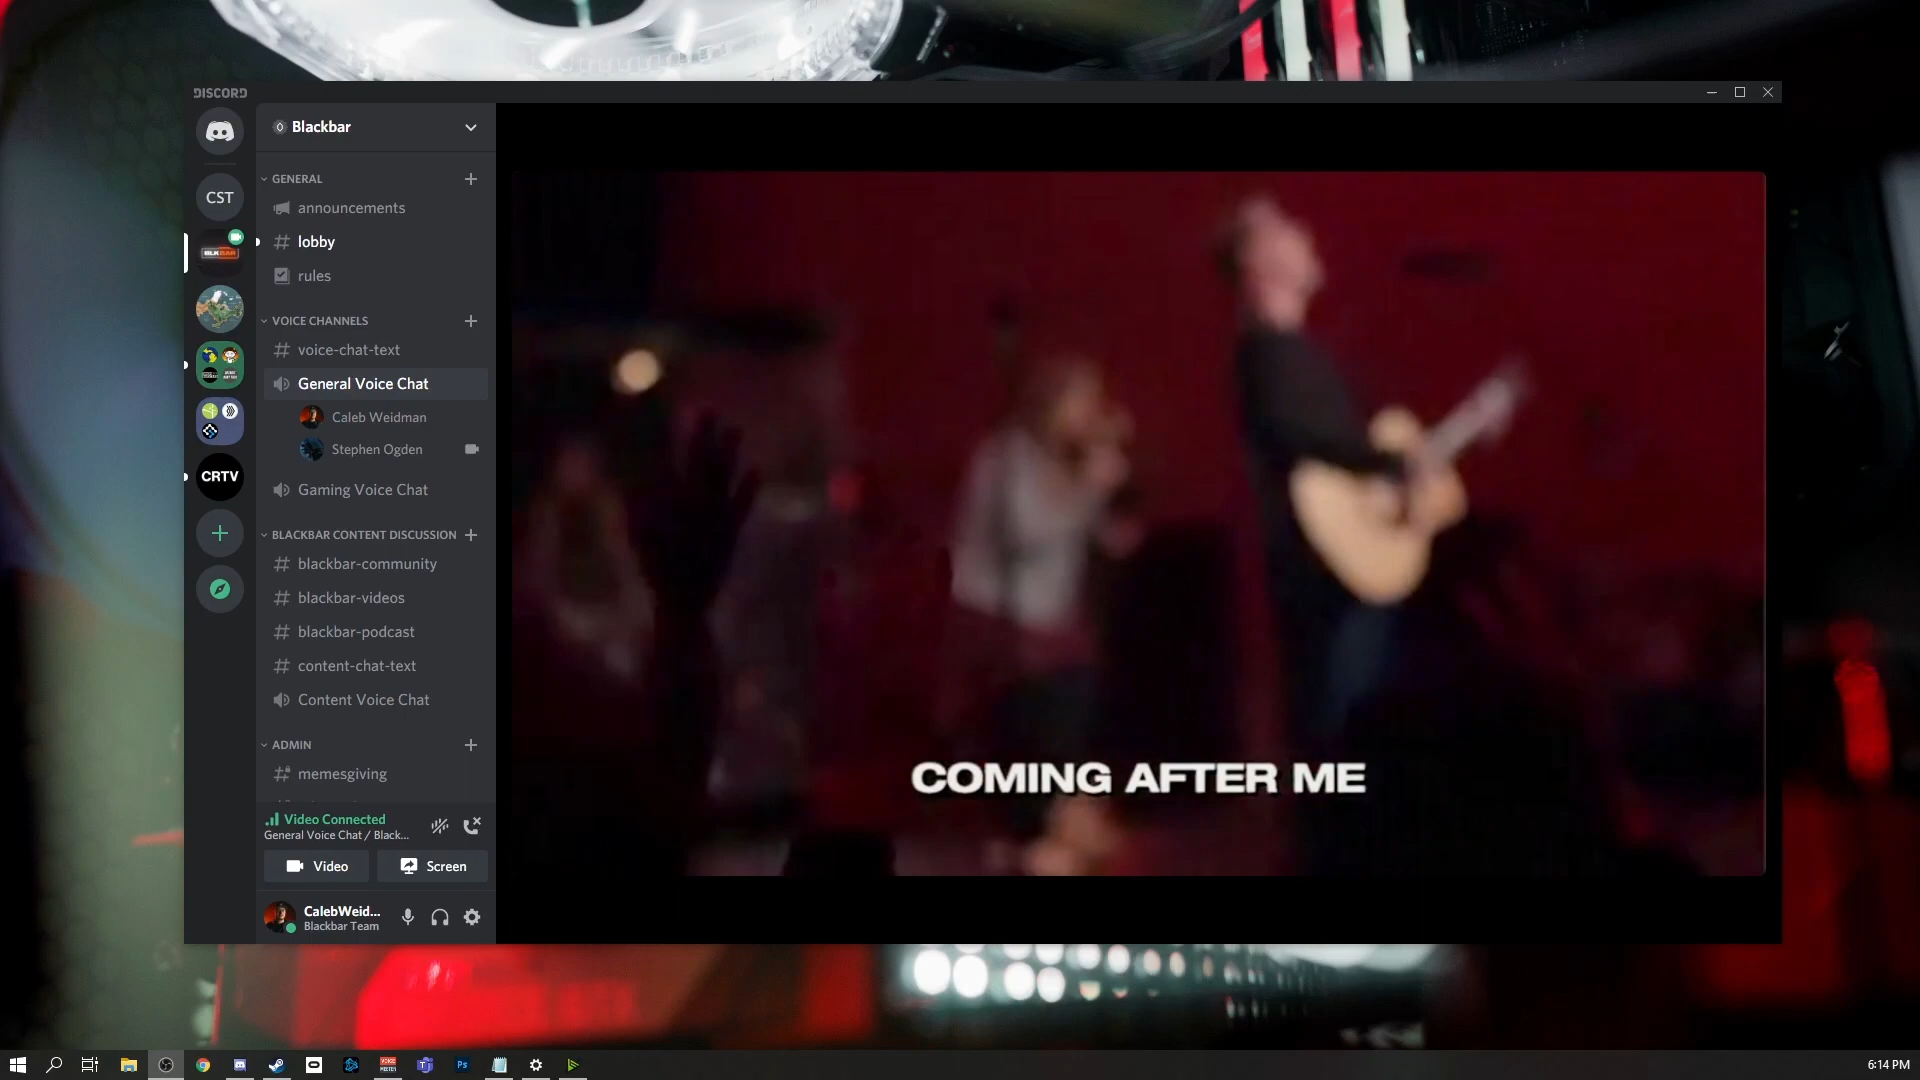 DISCORD
Blackbar
CST
GENERAL
announcements
lobby
rules
VOICE CHANNELS
voice-chat-text
General Voice Chat
Caleb Weidman
Stephen Ogden
CRTV
Gaming Voice Chat
BLACKBAR CONTENT DISCUSSION
blackbar-community
blackbar-videos
blackbar-podcast
content-chat-text
Content Voice Chat
ADMIN
memesgiving
COMING AFTER ME
Video Connected
General Voice Chat / Black...
Video
Screen
CalebWeid...
Blackbar Team
VOICE
MEETER
Ps
6:14 PM